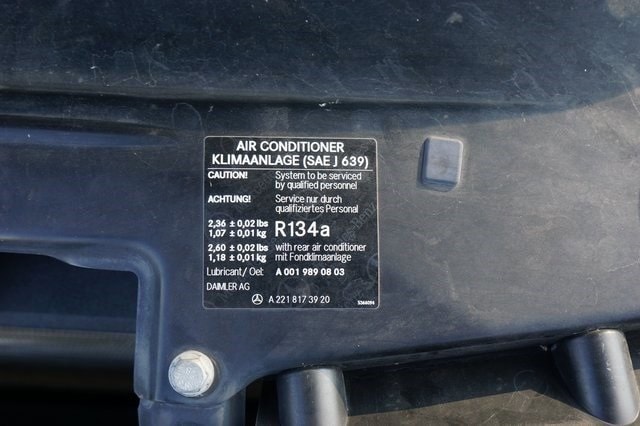 AIR CONDITIONER
KLIMAANLAGE (SAE J 639)
CAUTION! System to be serviced
by qualified personnel
ACHTUNG! Service nur durch
qualifiziertes Personal
2,36 ± 0,02 lbs
1,07 ± 0,01 kg R134a
2,60 ± 0,02 lbs with rear air conditioner
1,18 ± 0,01 kg mit Fondklimaanlage
Lubricant/ Oel: A 001 989 08 03
DAIMLER AG
A 221 817 39 20